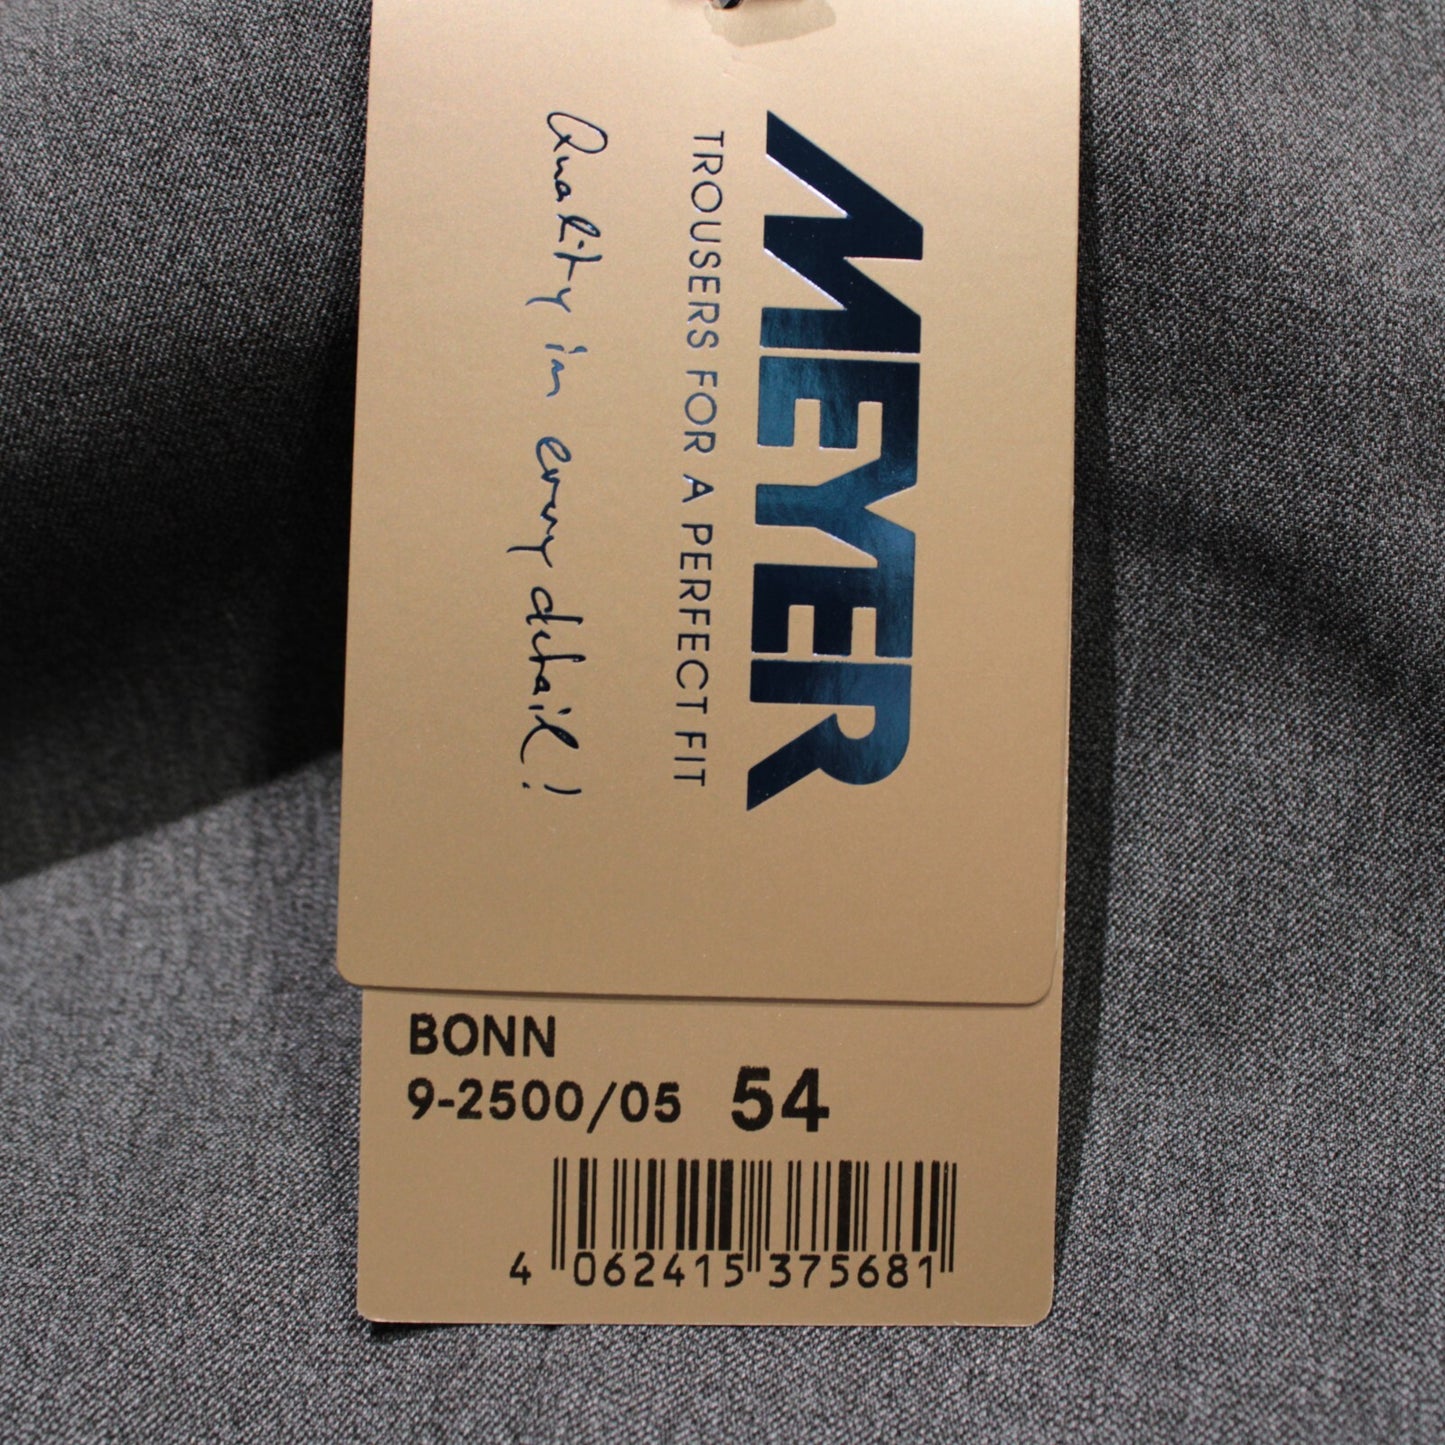 MEYER
TROUSERS FOR A PERFECT FIT
Quality in every detail!
BONN
9-2500/05 54
4 062415 375681